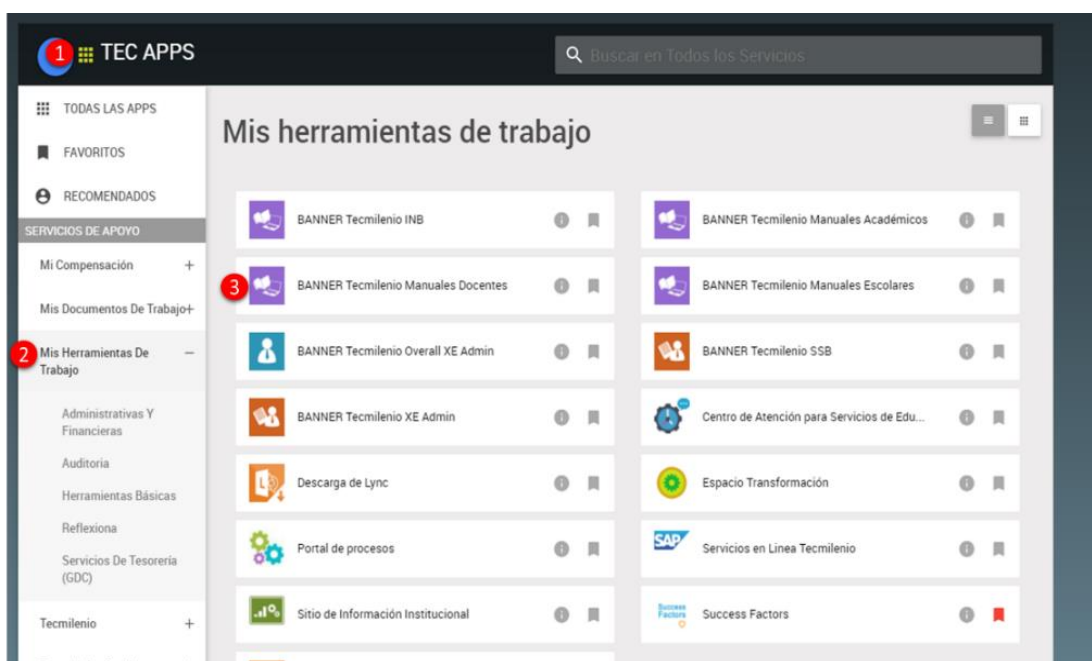 1 TEC APPS
Buscar en Todos los Servicios
TODAS LAS APPS
FAVORITOS
RECOMENDADOS
SERVICIOS DE APOYO
Mi Compensación +
Mis Documentos De Trabajo+
2 Mis Herramientas De –
Trabajo
Administrativas Y
Financieras
Auditoria
Herramientas Básicas
Reflexiona
Servicios De Tesorería
(GDC)
Tecmilenio +
Mis herramientas de trabajo
BANNER Tecmilenio INB
BANNER Tecmilenio Manuales Académicos
3 BANNER Tecmilenio Manuales Docentes
BANNER Tecmilenio Manuales Escolares
BANNER Tecmilenio Overall XE Admin
BANNER Tecmilenio SSB
BANNER Tecmilenio XE Admin
Centro de Atención para Servicios de Edu...
Descarga de Lync
Espacio Transformación
Portal de procesos
SAP
Servicios en Linea Tecmilenio
Sitio de Información Institucional
Success
Factors
Success Factors